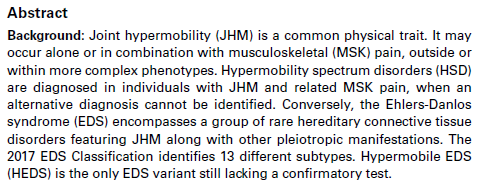 Abstract
Background: Joint hypermobility (JHM) is a common physical trait. It may
occur alone or in combination with musculoskeletal (MSK) pain, outside or
within more complex phenotypes. Hypermobility spectrum disorders (HSD)
are diagnosed in individuals with JHM and related MSK pain, when an
alternative diagnosis cannot be identified. Conversely, the Ehlers-Danlos
syndrome (EDS) encompasses a group of rare hereditary connective tissue
disorders featuring JHM along with other pleiotropic manifestations. The
2017 EDS Classification identifies 13 different subtypes. Hypermobile EDS
(HEDS) is the only EDS variant still lacking a confirmatory test.